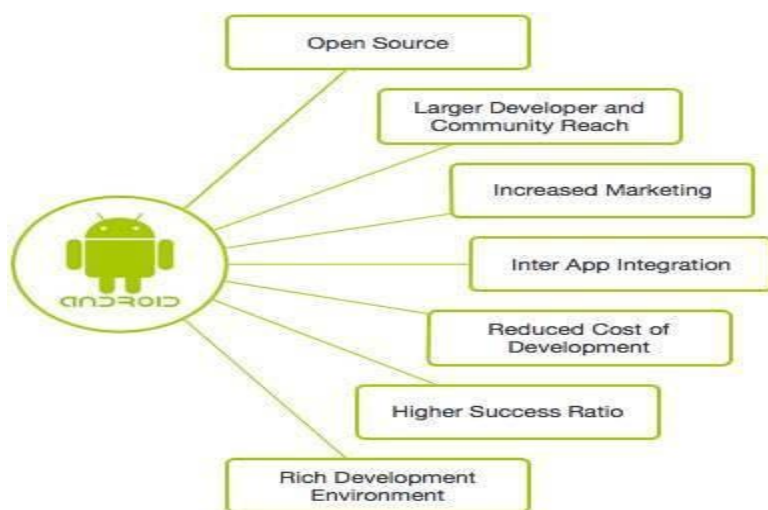 Open Source
Larger Developer and
Community Reach
Increased Marketing
ANDROID
Inter App Integration
Reduced Cost of
Development
Higher Success Ratio
Rich Development
Environment